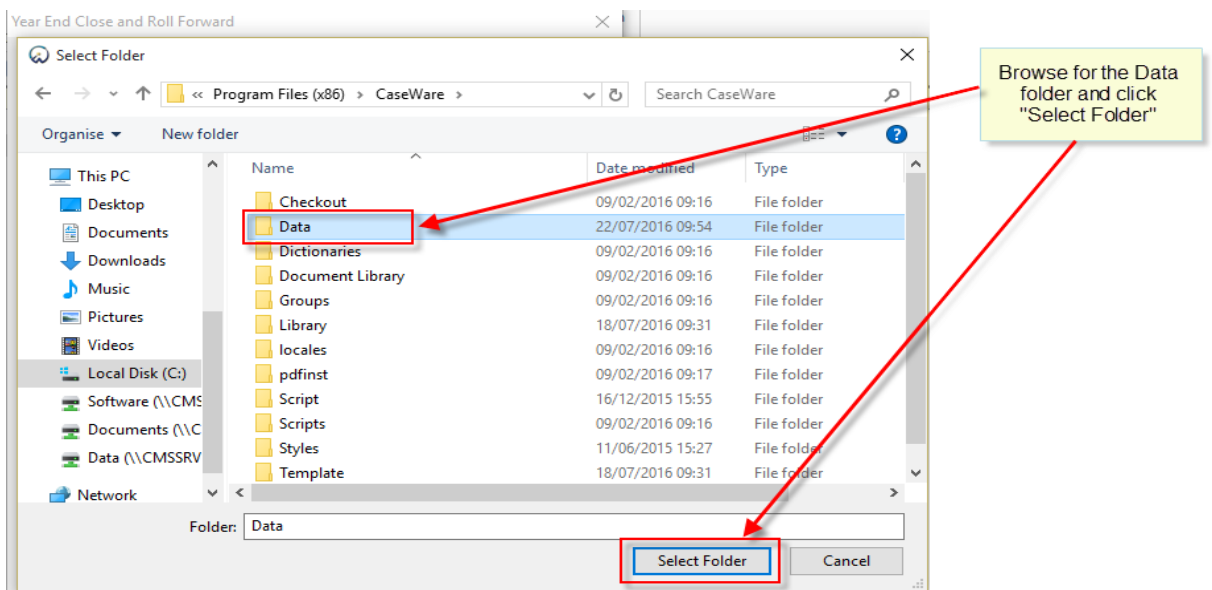 Year End Close and Roll Forward
Select Folder
« Program Files (x86) › CaseWare ›
Search CaseWare
Organise
New folder
Name
Date modified
Type
This PC
Desktop
Documents
Downloads
Music
Pictures
Videos
Local Disk (C:)
Software (\\CMS
Documents (\\C
Data (\\CMSSRV
Network
Checkout 09/02/2016 09:16 File folder
Data 22/07/2016 09:54 File folder
Dictionaries 09/02/2016 09:16 File folder
Document Library 09/02/2016 09:16 File folder
Groups 09/02/2016 09:16 File folder
Library 18/07/2016 09:31 File folder
locales 09/02/2016 09:16 File folder
pdfinst 09/02/2016 09:17 File folder
Script 16/12/2015 15:55 File folder
Scripts 09/02/2016 09:16 File folder
Styles 11/06/2015 15:27 File folder
Template 18/07/2016 09:31 File folder
Folder: Data
Select Folder
Cancel
Browse for the Data
folder and click
"Select Folder"